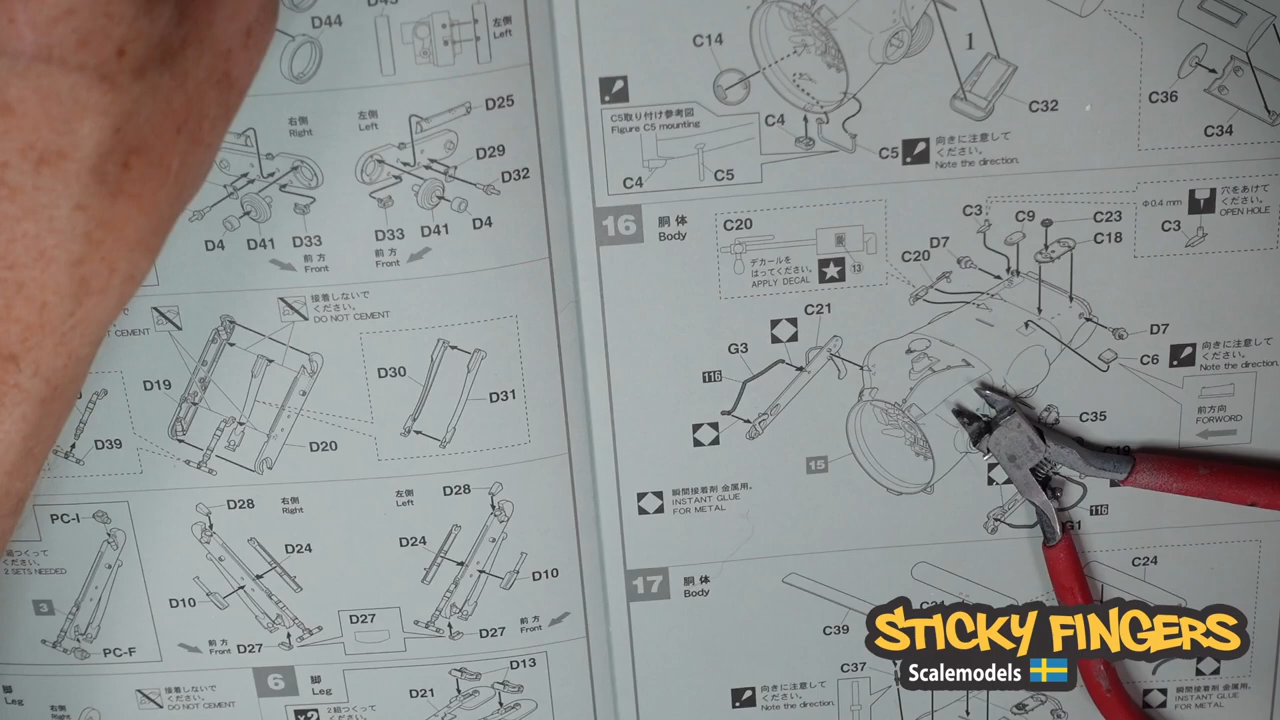 D44
左側
Left
D25
右側
Right
左側
Left
D29
D32
D4
D41
D33
D33
D41
D4
前方
Front
前方
Front
接着しないで
ください。
DO NOT CEMENT
D19
D20
D30
D31
D39
PC-I
2 SETS NEEDED
3
PC-F
D28
右側
Right
D24
D10
前方
Front
D27
D27
左側
Left
D28
D24
D10
D27
前方
Front
脚
Leg
右側
接着しないで
ください。
DO NOT CEMENT
6
脚
Leg
D13
D21
C14
1
C32
C36
C34
C5取り付け参考図
Figure C5 mounting
C4
C5
C4
C5
向きに注意して
ください。
Note the direction.
16
胴体
Body
C20
デカールを
はってください。
APPLY DECAL
13
C3
C9
C23
C18
D7
C20
Φ0.4 mm
穴をあけて
ください。
OPEN HOLE
C3
C21
G3
116
D7
C6
向きに注意して
ください。
Note the direction.
前方向
FORWORD
C35
15
瞬間接着剤 金属用。
INSTANT GLUE
FOR METAL
116
G1
17
胴体
Body
C24
C39
C37
向きに注意して
ください。
Note the direction.
瞬間接着剤 金属用。
INSTANT GLUE
FOR METAL
STICKY FINGERS
Scalemodels